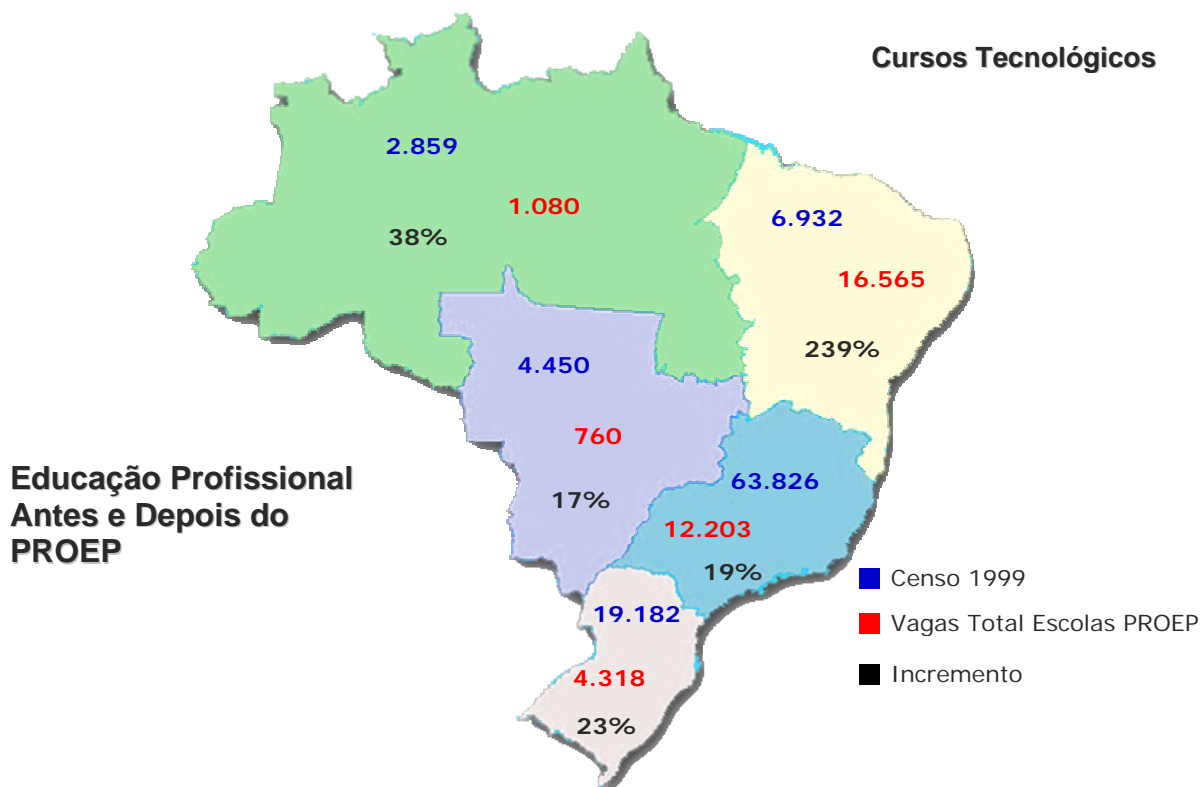 Cursos Tecnológicos
2.859
1.080
38%
6.932
16.565
239%
4.450
760
17%
63.826
12.203
19%
19.182
4.318
23%
Educação Profissional
Antes e Depois do
PROEP
Censo 1999
Vagas Total Escolas PROEP
Incremento